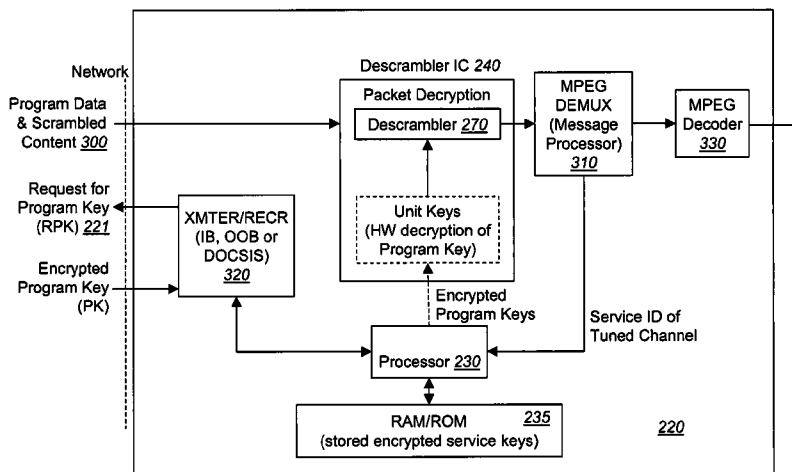 Network
Program Data
& Scrambled
Content 300
Request for
Program Key
(RPK) 221
Encrypted
Program Key
(PK)
XMTER/RECR
(IB, OOB or
DOCSIS)
320
Descrambler IC 240
Packet Decryption
Descrambler 270
Unit Keys
(HW decryption of
Program Key)
Encrypted
Program Keys
MPEG
DEMUX
(Message
Processor)
310
MPEG
Decoder
330
Service ID of
Tuned Channel
Processor 230
RAM/ROM 235
(stored encrypted service keys)
220